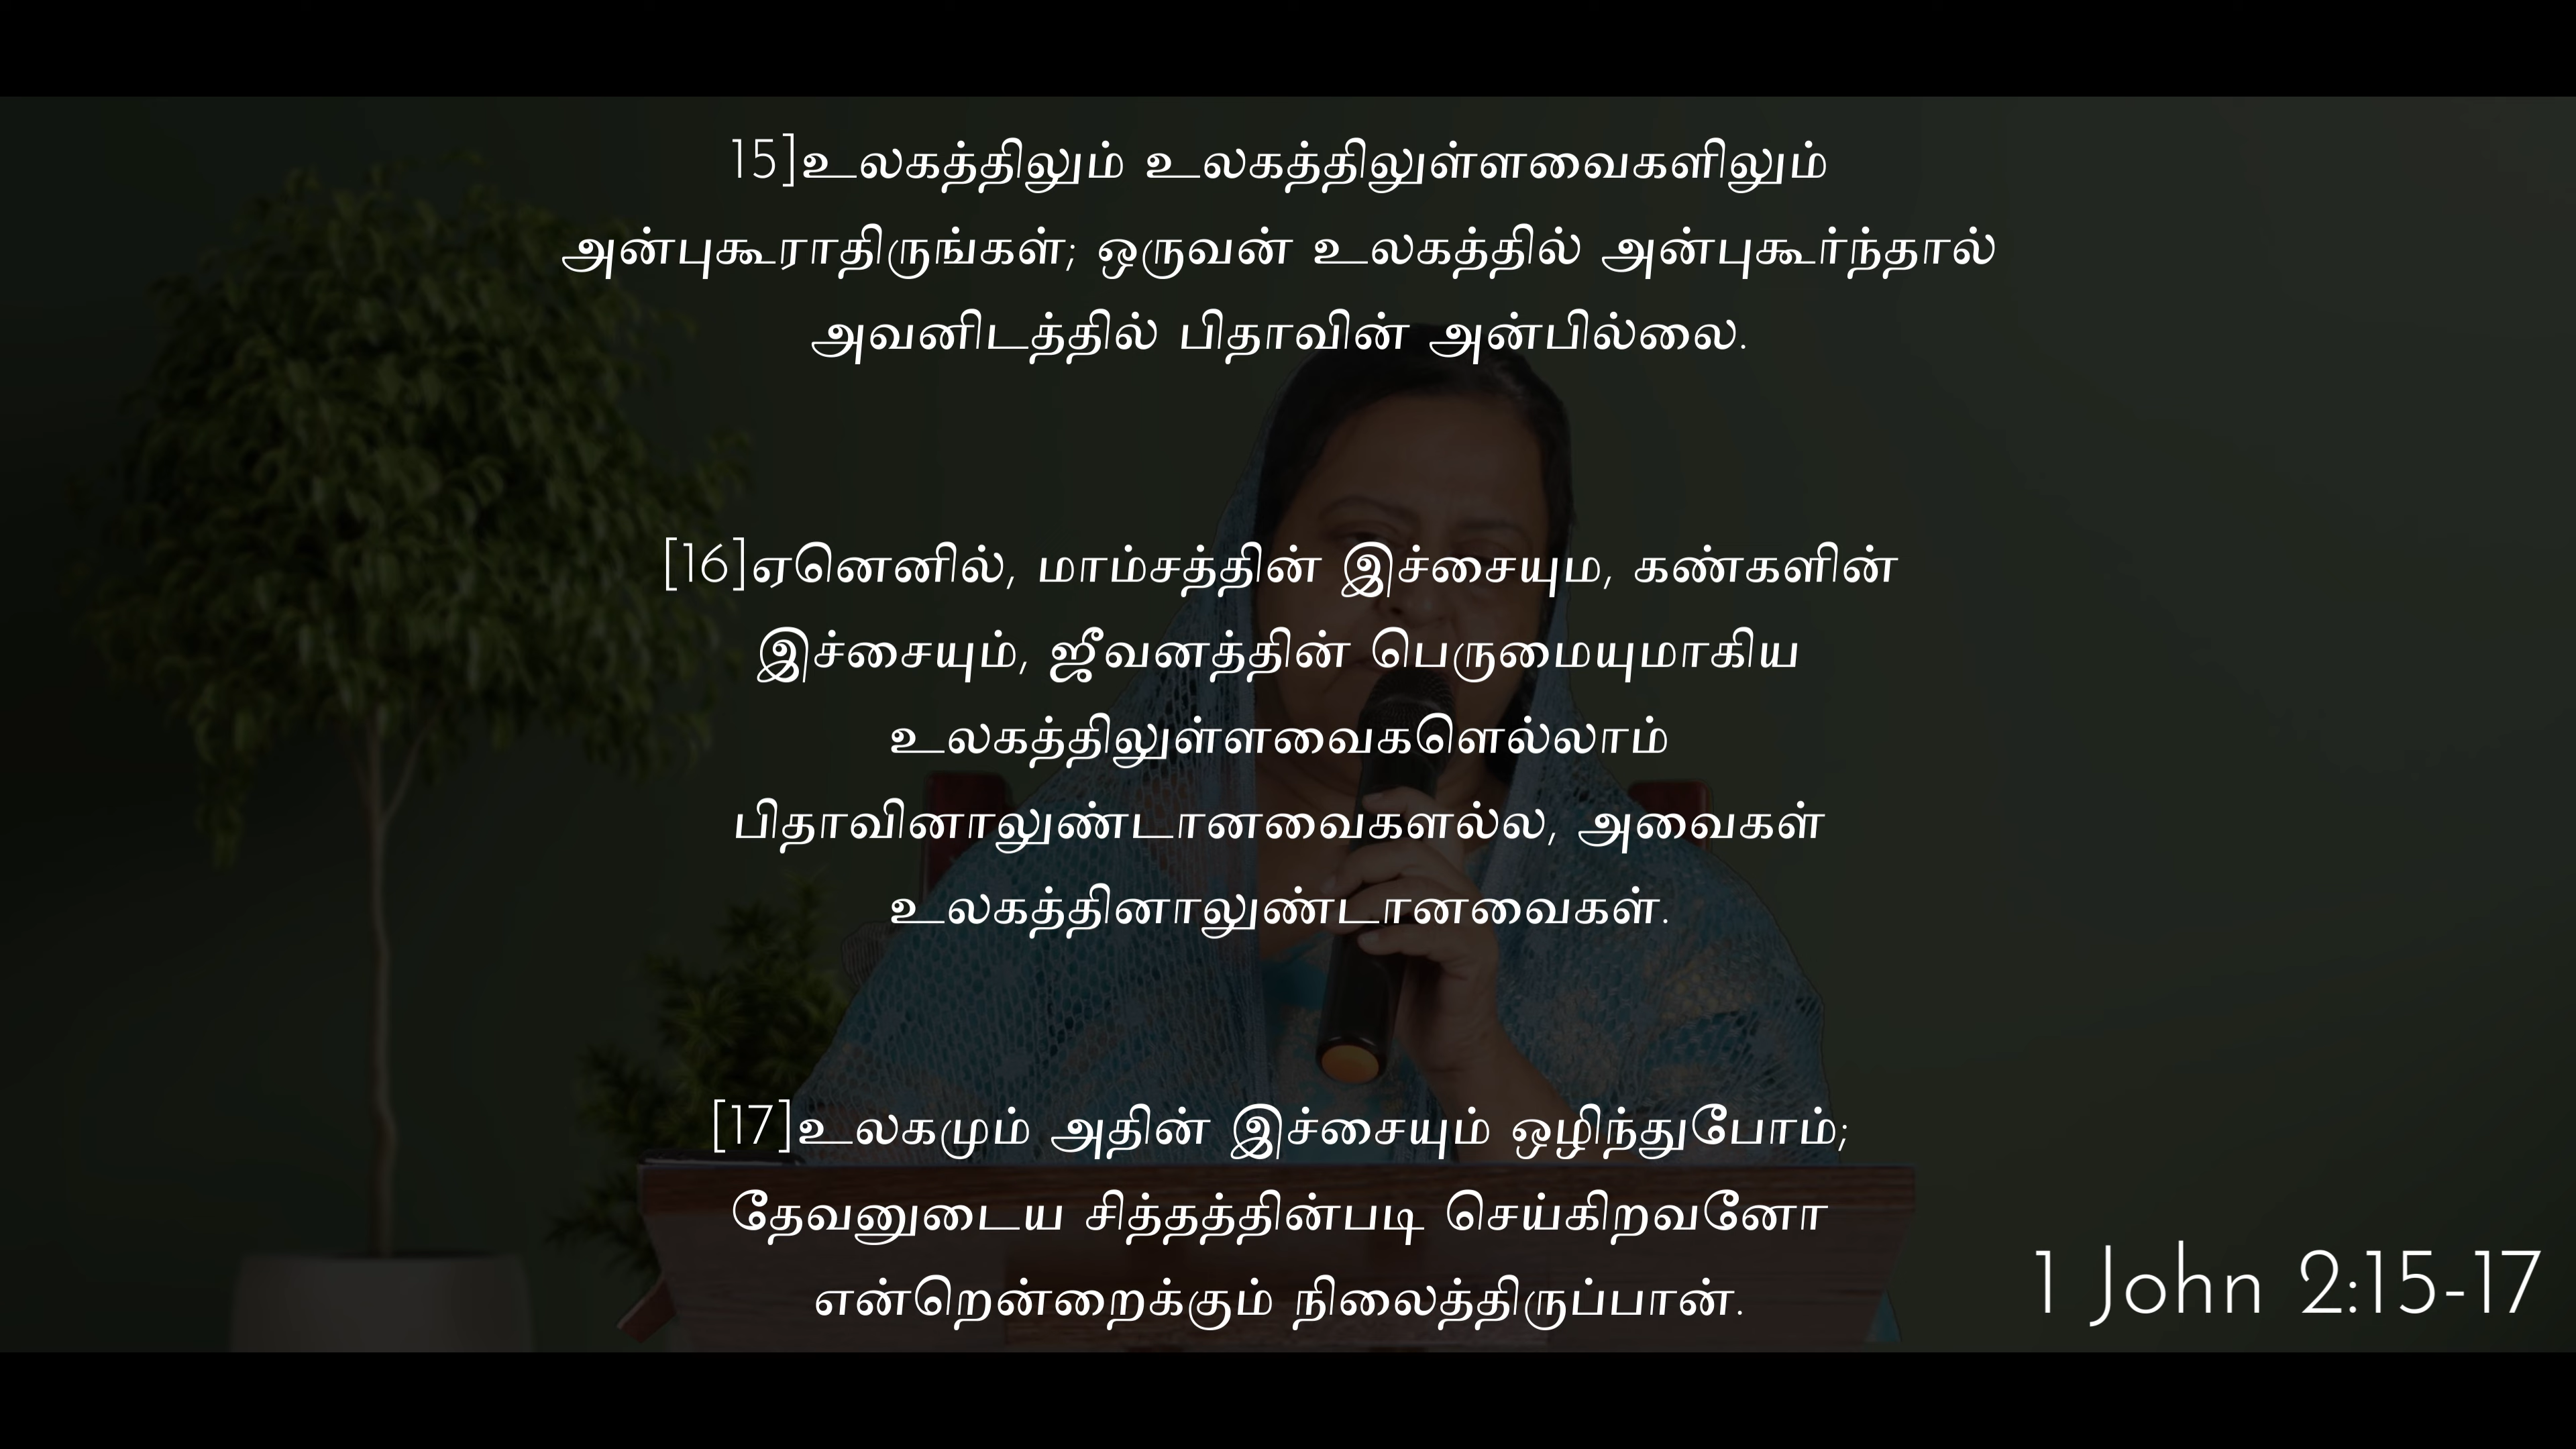 15]உலகத்திலும் உலகத்திலுள்ளவைகளிலும்
அன்புகூராதிருங்கள்; ஒருவன் உலகத்தில் அன்புகூர்ந்தால்
அவனிடத்தில் பிதாவின் அன்பில்லை.
[16]ஏனெனில், மாம்சத்தின் இச்சையும, கண்களின்
இச்சையும், ஜீவனத்தின் பெருமையுமாகிய
உலகத்திலுள்ளவைகளெல்லாம்
பிதாவினாலுண்டானவைகளல்ல, அவைகள்
உலகத்தினாலுண்டானவைகள்.
[17]உலகமும் அதின் இச்சையும் ஒழிந்துபோம்;
தேவனுடைய சித்தத்தின்படி செய்கிறவனோ
என்றென்றைக்கும் நிலைத்திருப்பான்.
1 John 2:15-17